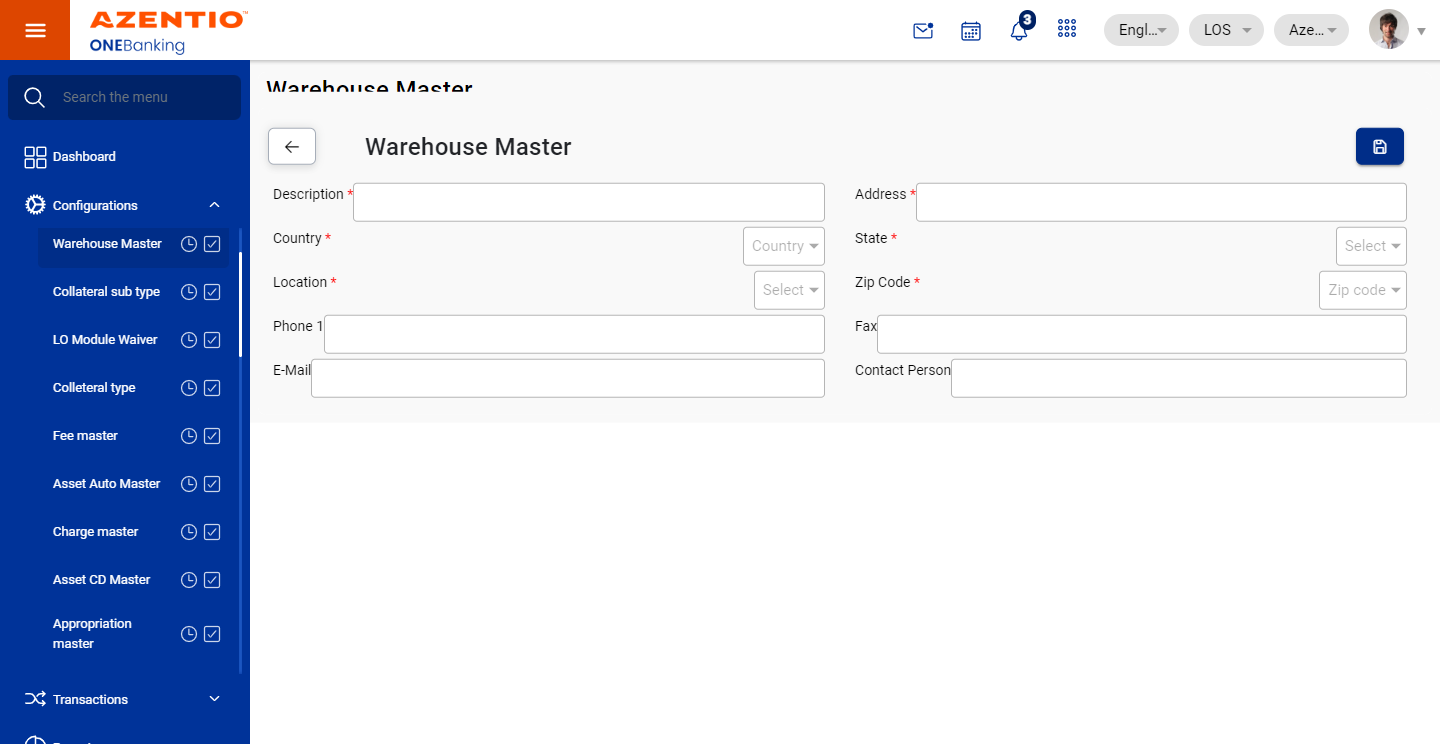 AZENTIO™
ONEBanking
3
Engl...
LOS
Aze...
Search the menu
Dashboard
Configurations
Warehouse Master
Collateral sub type
LO Module Waiver
Colleteral type
Fee master
Asset Auto Master
Charge master
Asset CD Master
Appropriation
master
Transactions
Warehouse Master
Warehouse Master
Description *
Address *
Country *
Country
State *
Select
Location *
Select
Zip Code *
Zip code
Phone 1
Fax
E-Mail
Contact Person